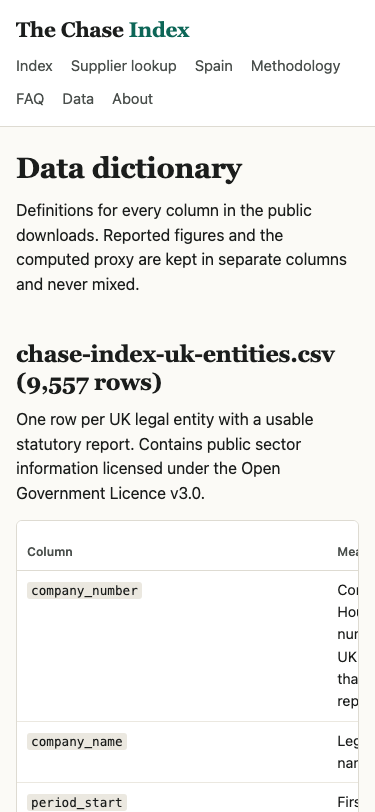 The Chase Index
Index Supplier lookup Spain Methodology
FAQ Data About
Data dictionary
Definitions for every column in the public
downloads. Reported figures and the
computed proxy are kept in separate columns
and never mixed.
chase-index-uk-entities.csv
(9,557 rows)
One row per UK legal entity with a usable
statutory report. Contains public sector
information licensed under the Open
Government Licence v3.0.
Column
company_number
UK
company_name
period_start